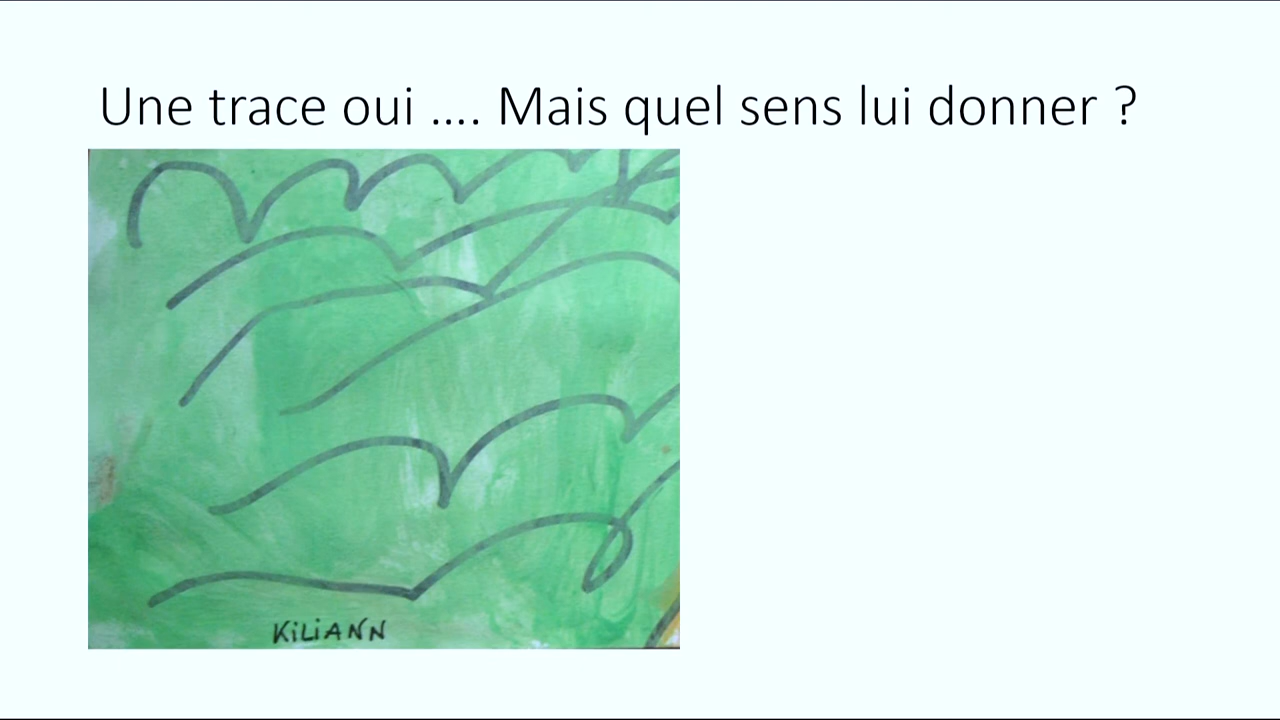 Une trace oui .... Mais quel sens lui donner ?
KiLiANN